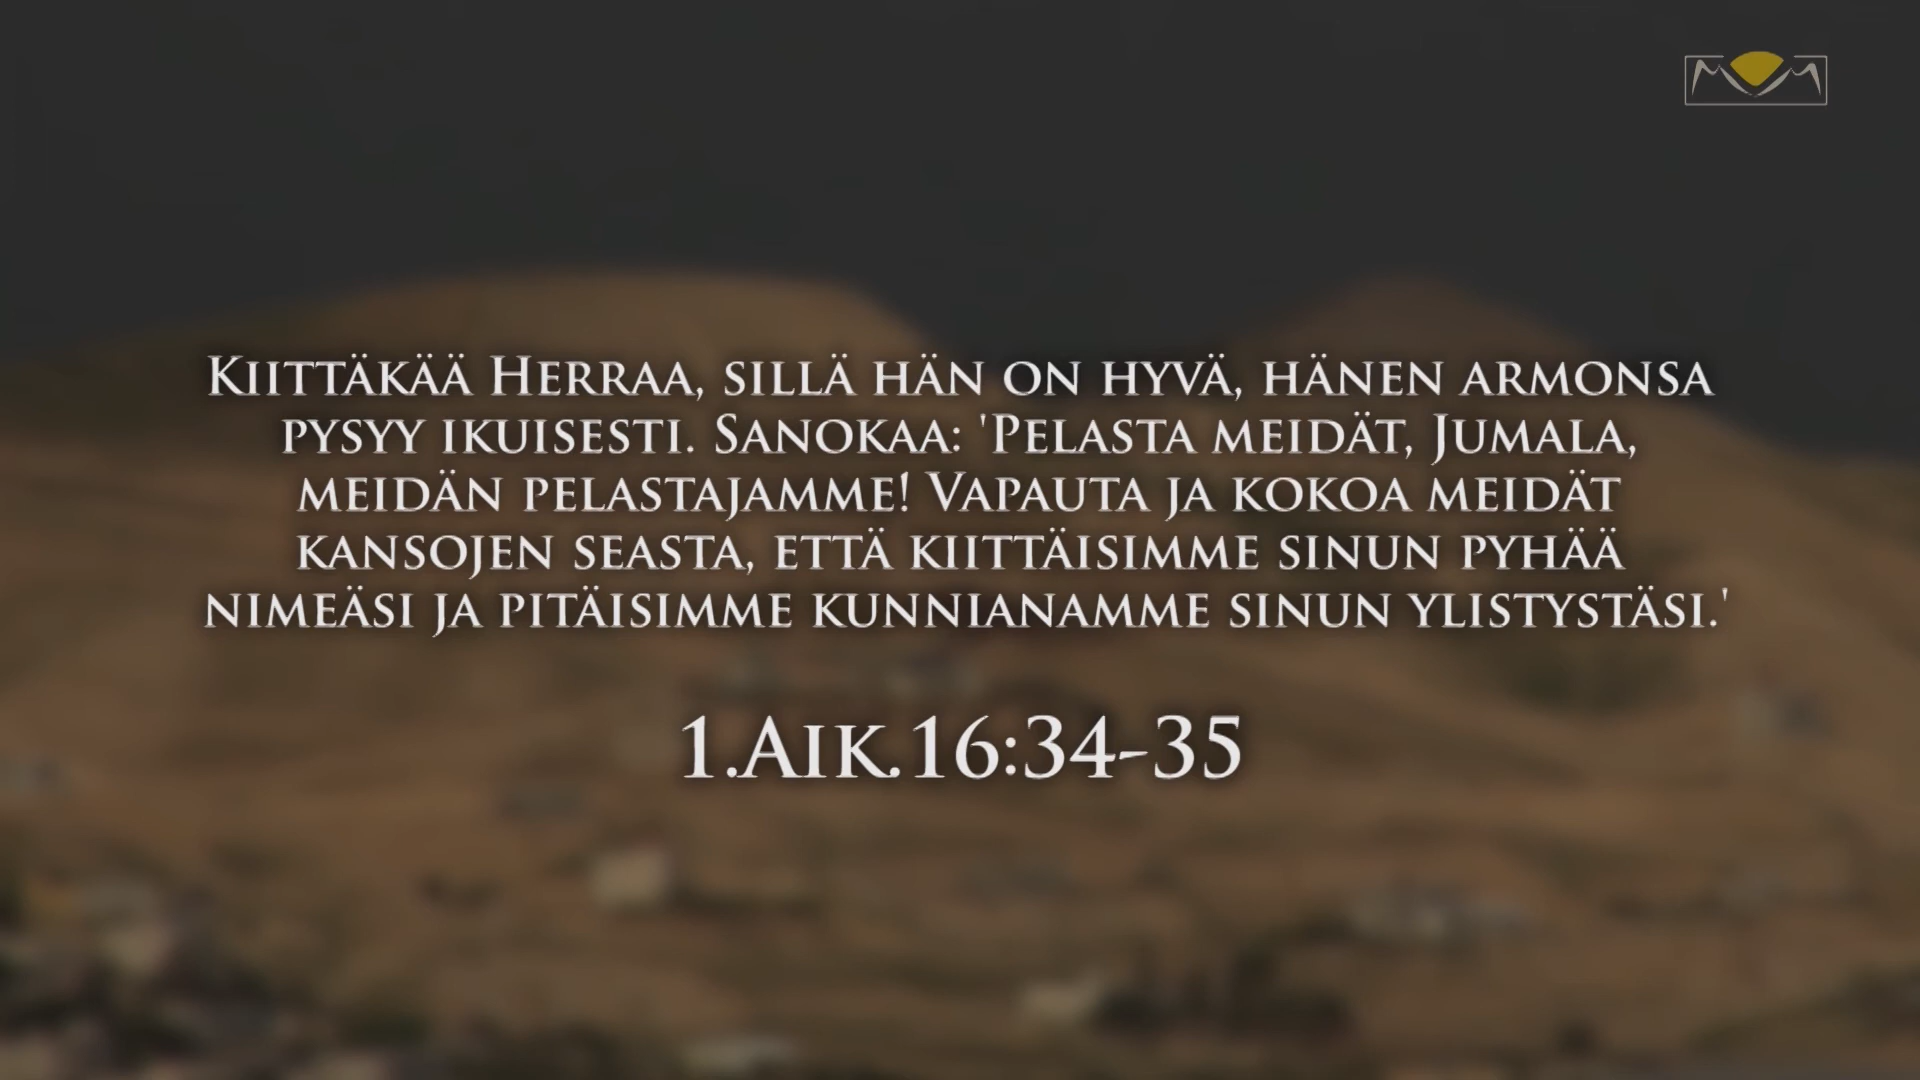 Kiittäkää Herraa, sillä hän on hyvä, hänen armonsa
pysyy ikuisesti. Sanokaa: 'Pelasta meidät, Jumala,
meidän pelastajamme! Vapauta ja kokoa meidät
kansojen seasta, että kiittäisimme sinun pyhää
nimeäsi ja pitäisimme kunnianamme sinun ylistystäsi.'
1.Aik.16:34-35